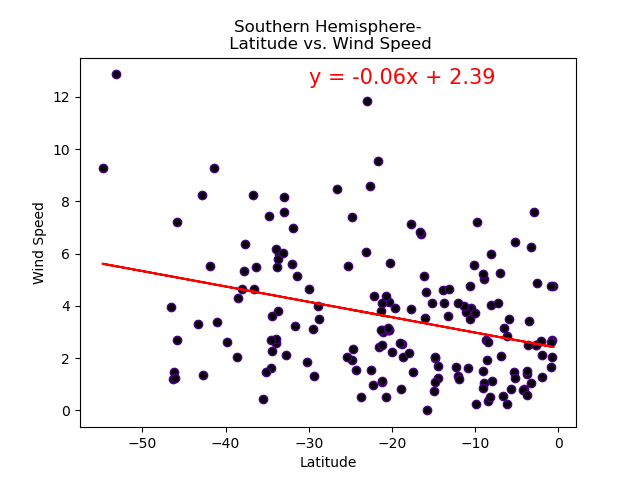 Southern Hemisphere-
Latitude vs. Wind Speed
y = -0.06x + 2.39
Wind Speed
12
10
8
6
4
2
0
−50
−40
−30
−20
−10
0
Latitude